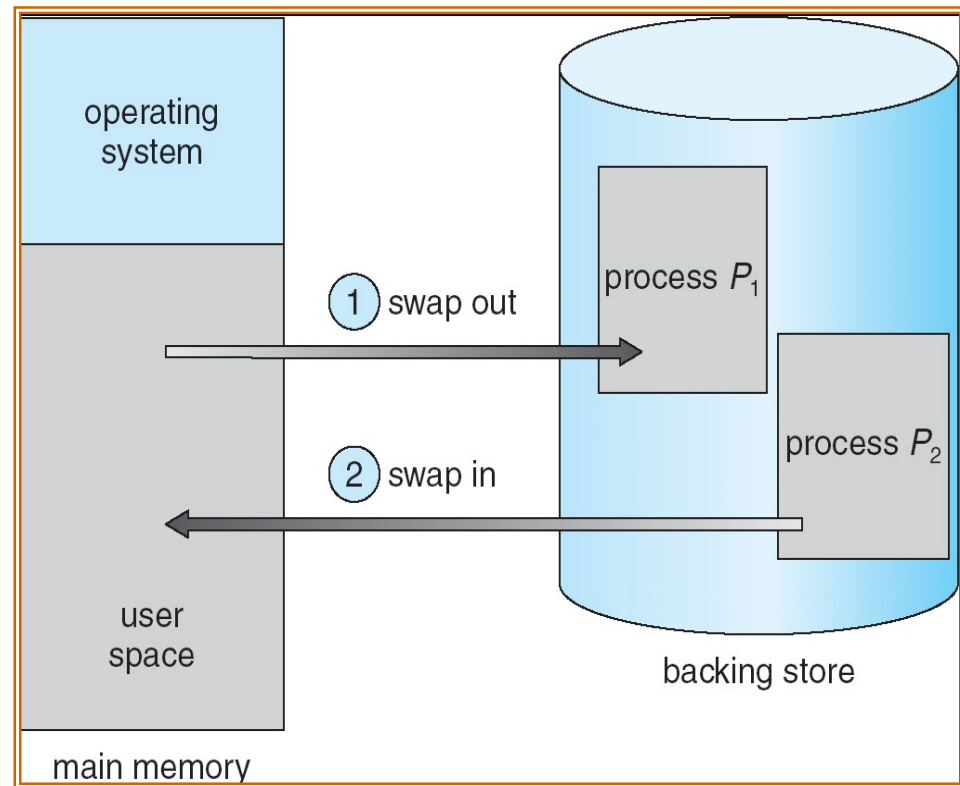 operating
system
process P₁
1 swap out
process P₂
2 swap in
user
space
backing store
main memory